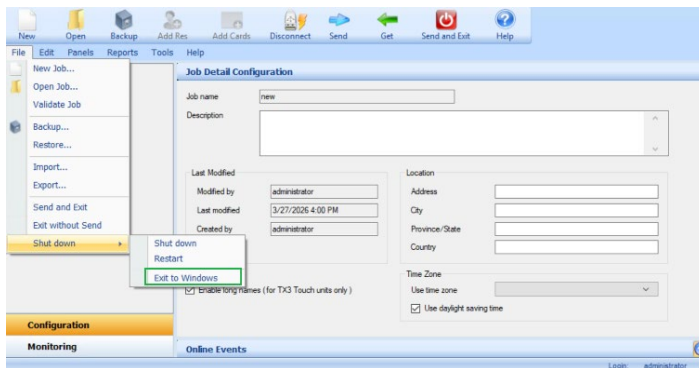 New Open Backup Add Res Add Cards Disconnect Send Get Send and Exit Help
File Edit Panels Reports Tools Help
New Job...
Open Job...
Validate Job
Backup...
Restore...
Import...
Export...
Send and Exit
Exit without Send
Shut down
Shut down
Restart
Exit to Windows
Configuration
Monitoring
Job Detail Configuration
Job name new
Description
Last Modified
Modified by administrator
Last modified 3/27/2026 4:00 PM
Created by administrator
Location
Address
City
Province/State
Country
Enable long names ( for TX3 Touch units only )
Time Zone
Use time zone
Use daylight saving time
Online Events
Login: administrator